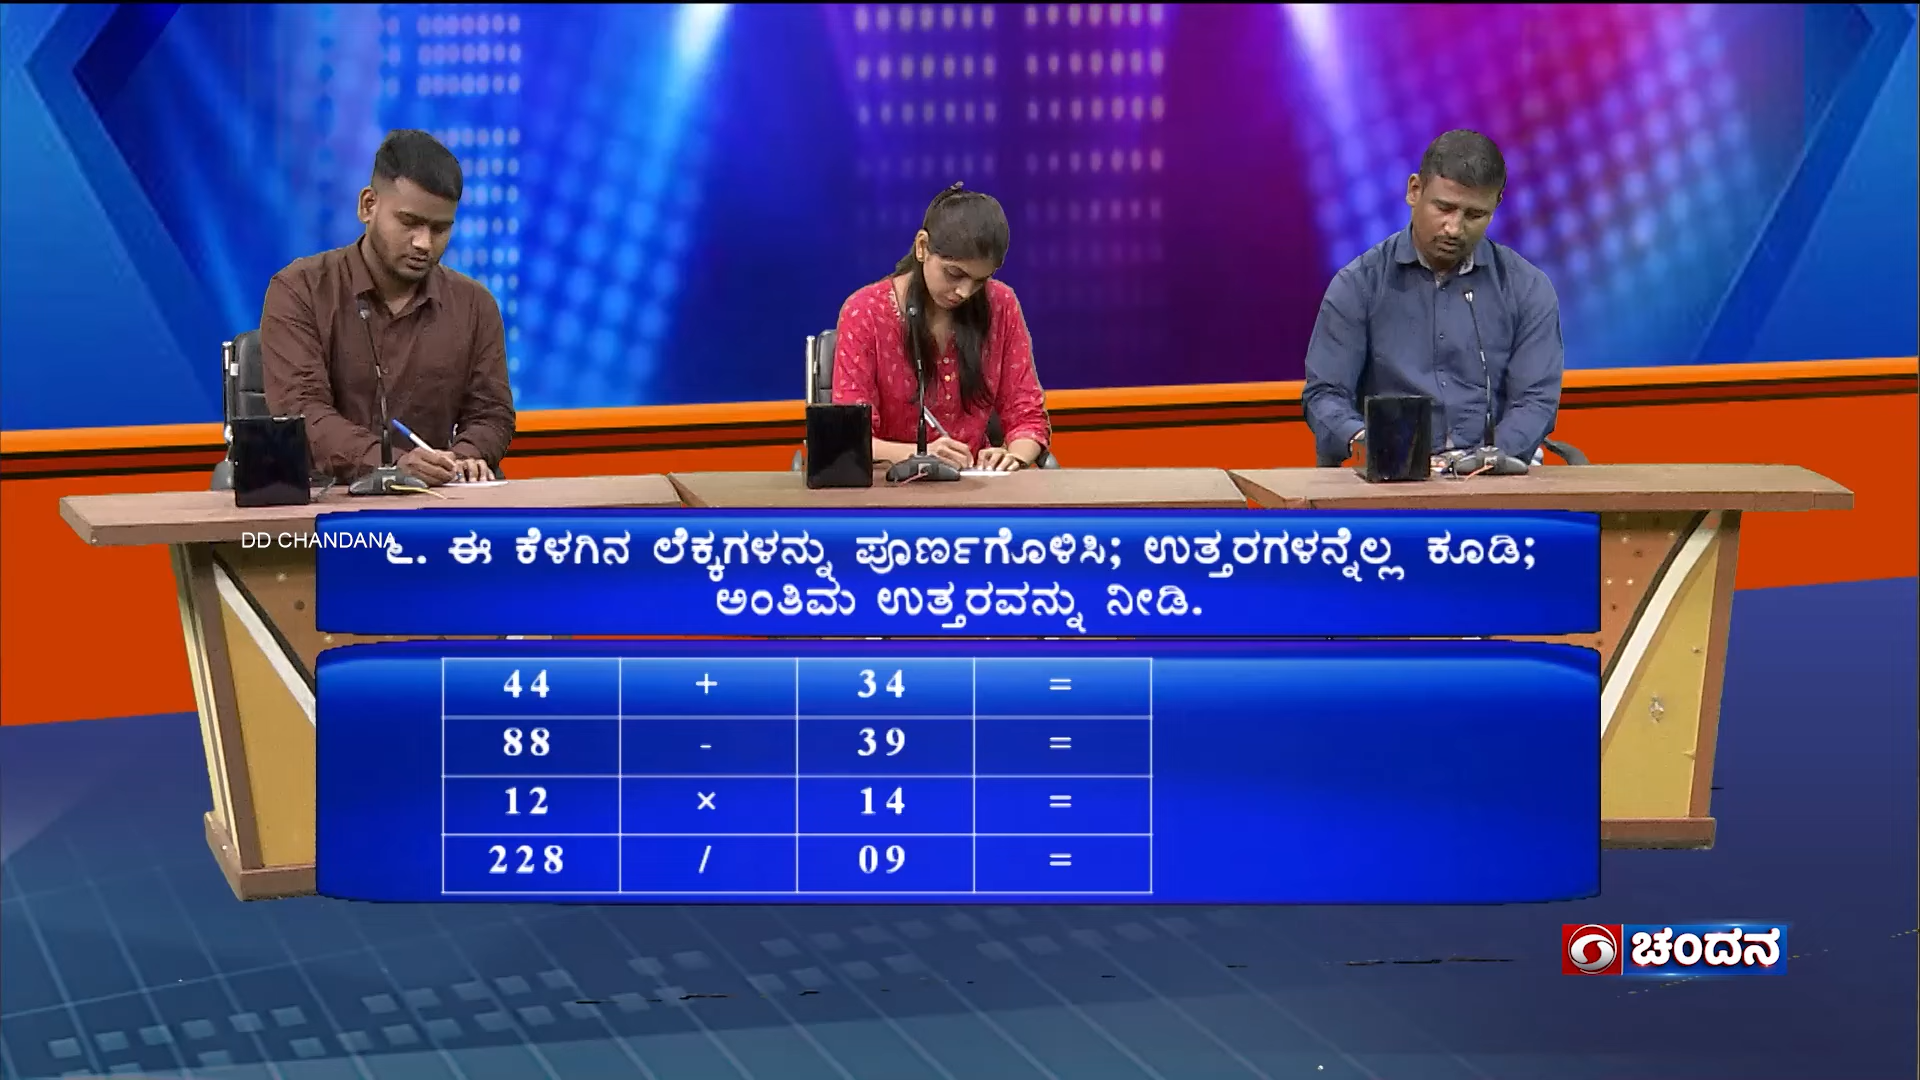 DD CHANDANA
೬. ಈ ಕೆಳಗಿನ ಲೆಕ್ಕಗಳನ್ನು ಪೂರ್ಣಗೊಳಿಸಿ; ಉತ್ತರಗಳನ್ನೆಲ್ಲ ಕೂಡಿ;
ಅಂತಿಮ ಉತ್ತರವನ್ನು ನೀಡಿ.
44 + 34 =
88 - 39 =
12 × 14 =
228 / 09 =
ಚಂದನ